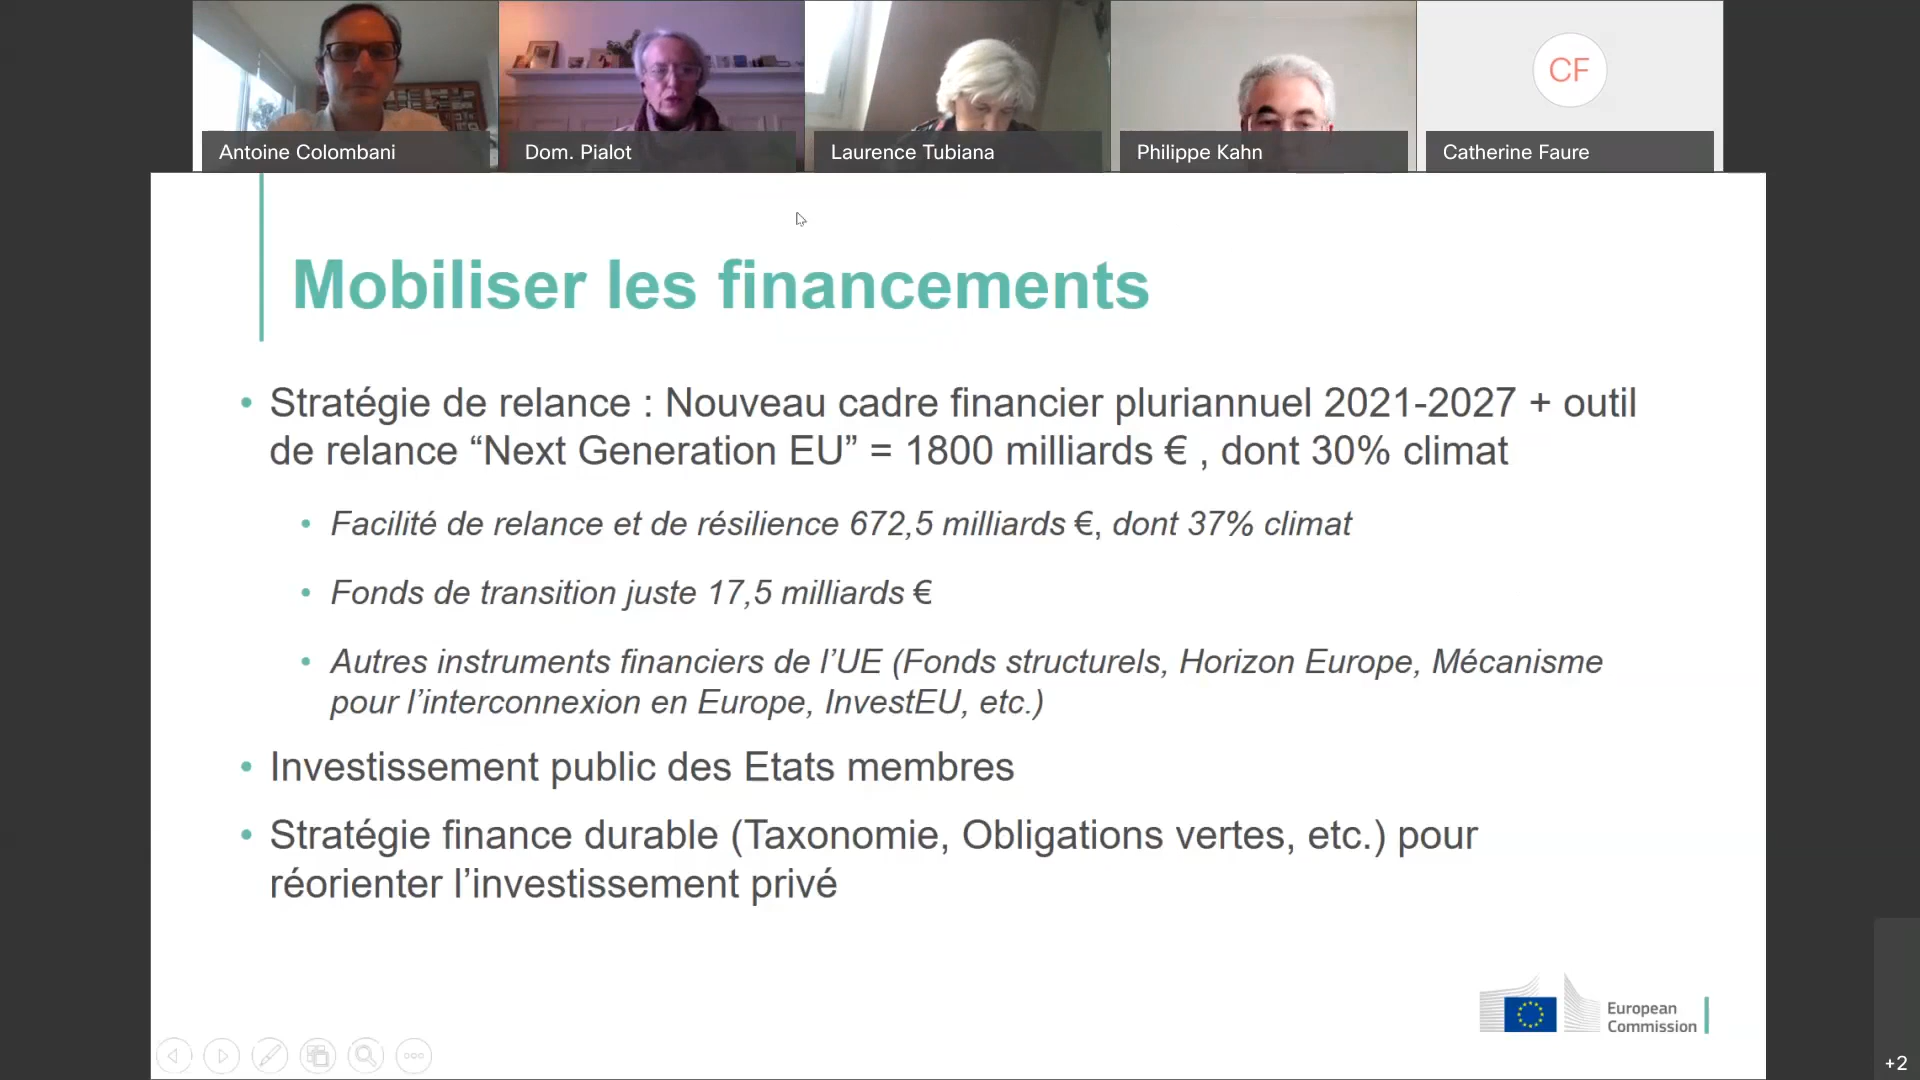 Antoine Colombani
Dom. Pialot
Laurence Tubiana
Philippe Kahn
CF
Catherine Faure
Mobiliser les financements
• Stratégie de relance : Nouveau cadre financier pluriannuel 2021-2027 + outil
de relance “Next Generation EU” = 1800 milliards € , dont 30% climat
• Facilité de relance et de résilience 672,5 milliards €, dont 37% climat
• Fonds de transition juste 17,5 milliards €
• Autres instruments financiers de l’UE (Fonds structurels, Horizon Europe, Mécanisme
pour l’interconnexion en Europe, InvestEU, etc.)
• Investissement public des Etats membres
• Stratégie finance durable (Taxonomie, Obligations vertes, etc.) pour
réorienter l’investissement privé
European
Commission
+2